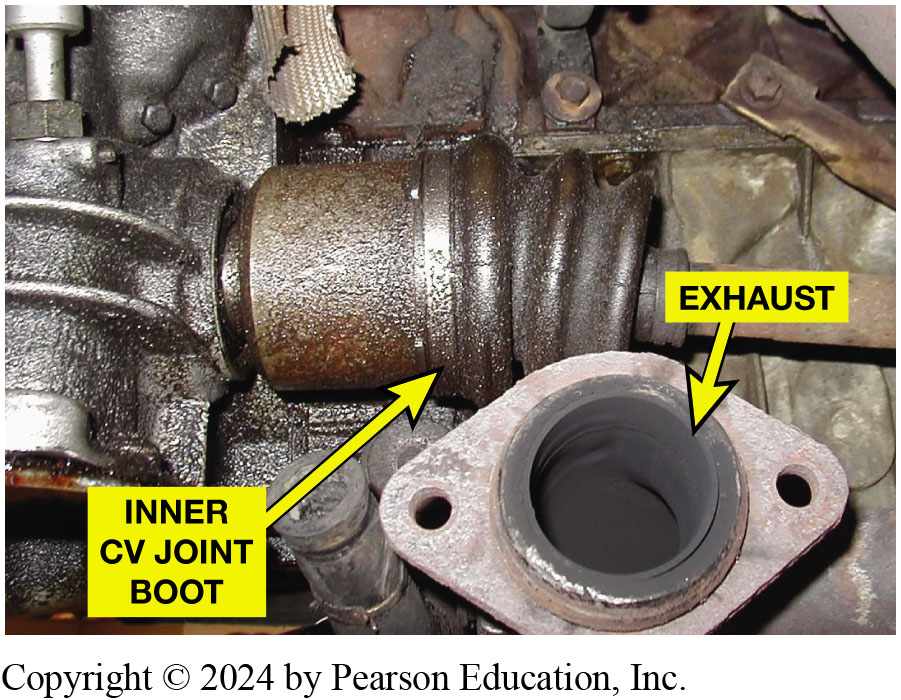 EXHAUST
INNER
CV JOINT
BOOT
Copyright © 2024 by Pearson Education, Inc.